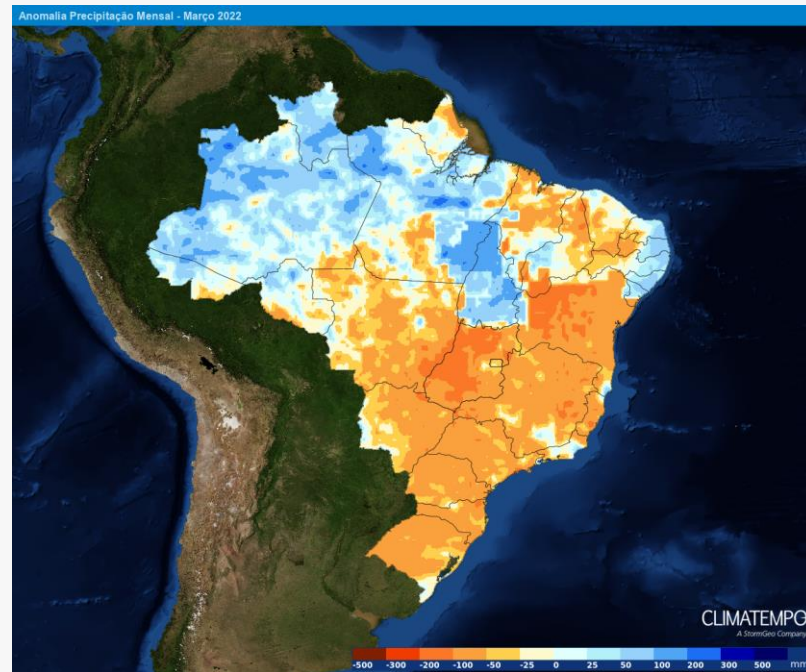 Anomalia Precipitação Mensal - Março 2022
CLIMATEMPO
A StormGeo Company
-500 -300 -200 -100 -50 -25 0 25 50 100 200 300 500 mm